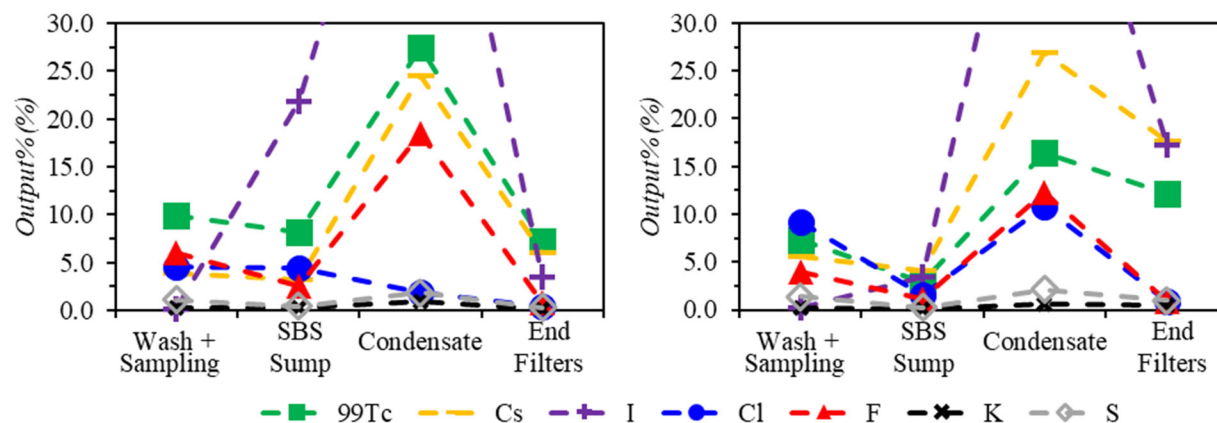 Output% (%)
30.0
25.0
20.0
15.0
10.0
5.0
0.0
Wash +
Sampling
SBS
Sump
Condensate
End
Filters
Output% (%)
30.0
25.0
20.0
15.0
10.0
5.0
0.0
Wash +
Sampling
SBS
Sump
Condensate
End
Filters
99Tc Cs I Cl F K S